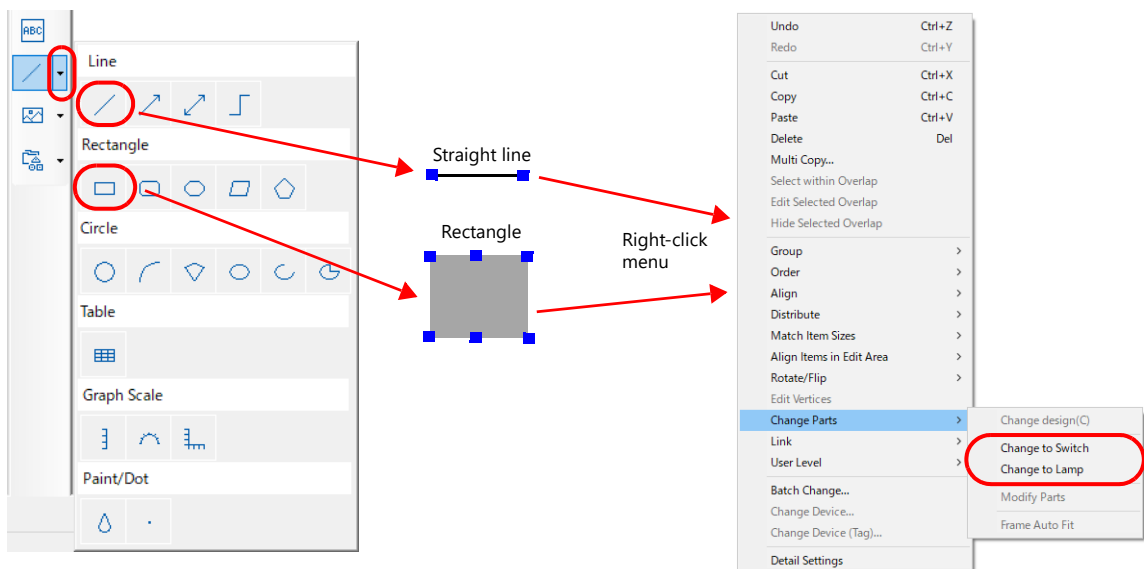 ABC
Line
Rectangle
Circle
Table
Graph Scale
Paint/Dot
Straight line
Rectangle
Right-click
menu
Undo Ctrl+Z
Redo Ctrl+Y
Cut Ctrl+X
Copy Ctrl+C
Paste Ctrl+V
Delete Del
Multi Copy...
Select within Overlap
Edit Selected Overlap
Hide Selected Overlap
Group
Order
Align
Distribute
Match Item Sizes
Align Items in Edit Area
Rotate/Flip
Edit Vertices
Change Parts
Link
User Level
Batch Change...
Change Device...
Change Device (Tag)...
Detail Settings
Change design(C)
Change to Switch
Change to Lamp
Modify Parts
Frame Auto Fit